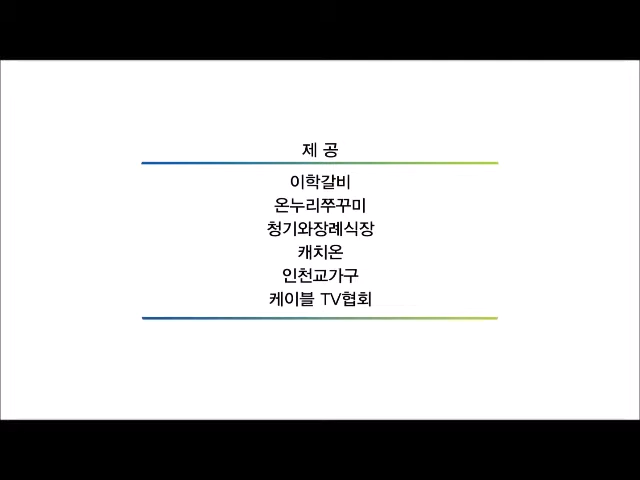 제 공
이학갈비
온누리쭈꾸미
청기와장례식장
캐치온
인천교가구
케이블 TV협회